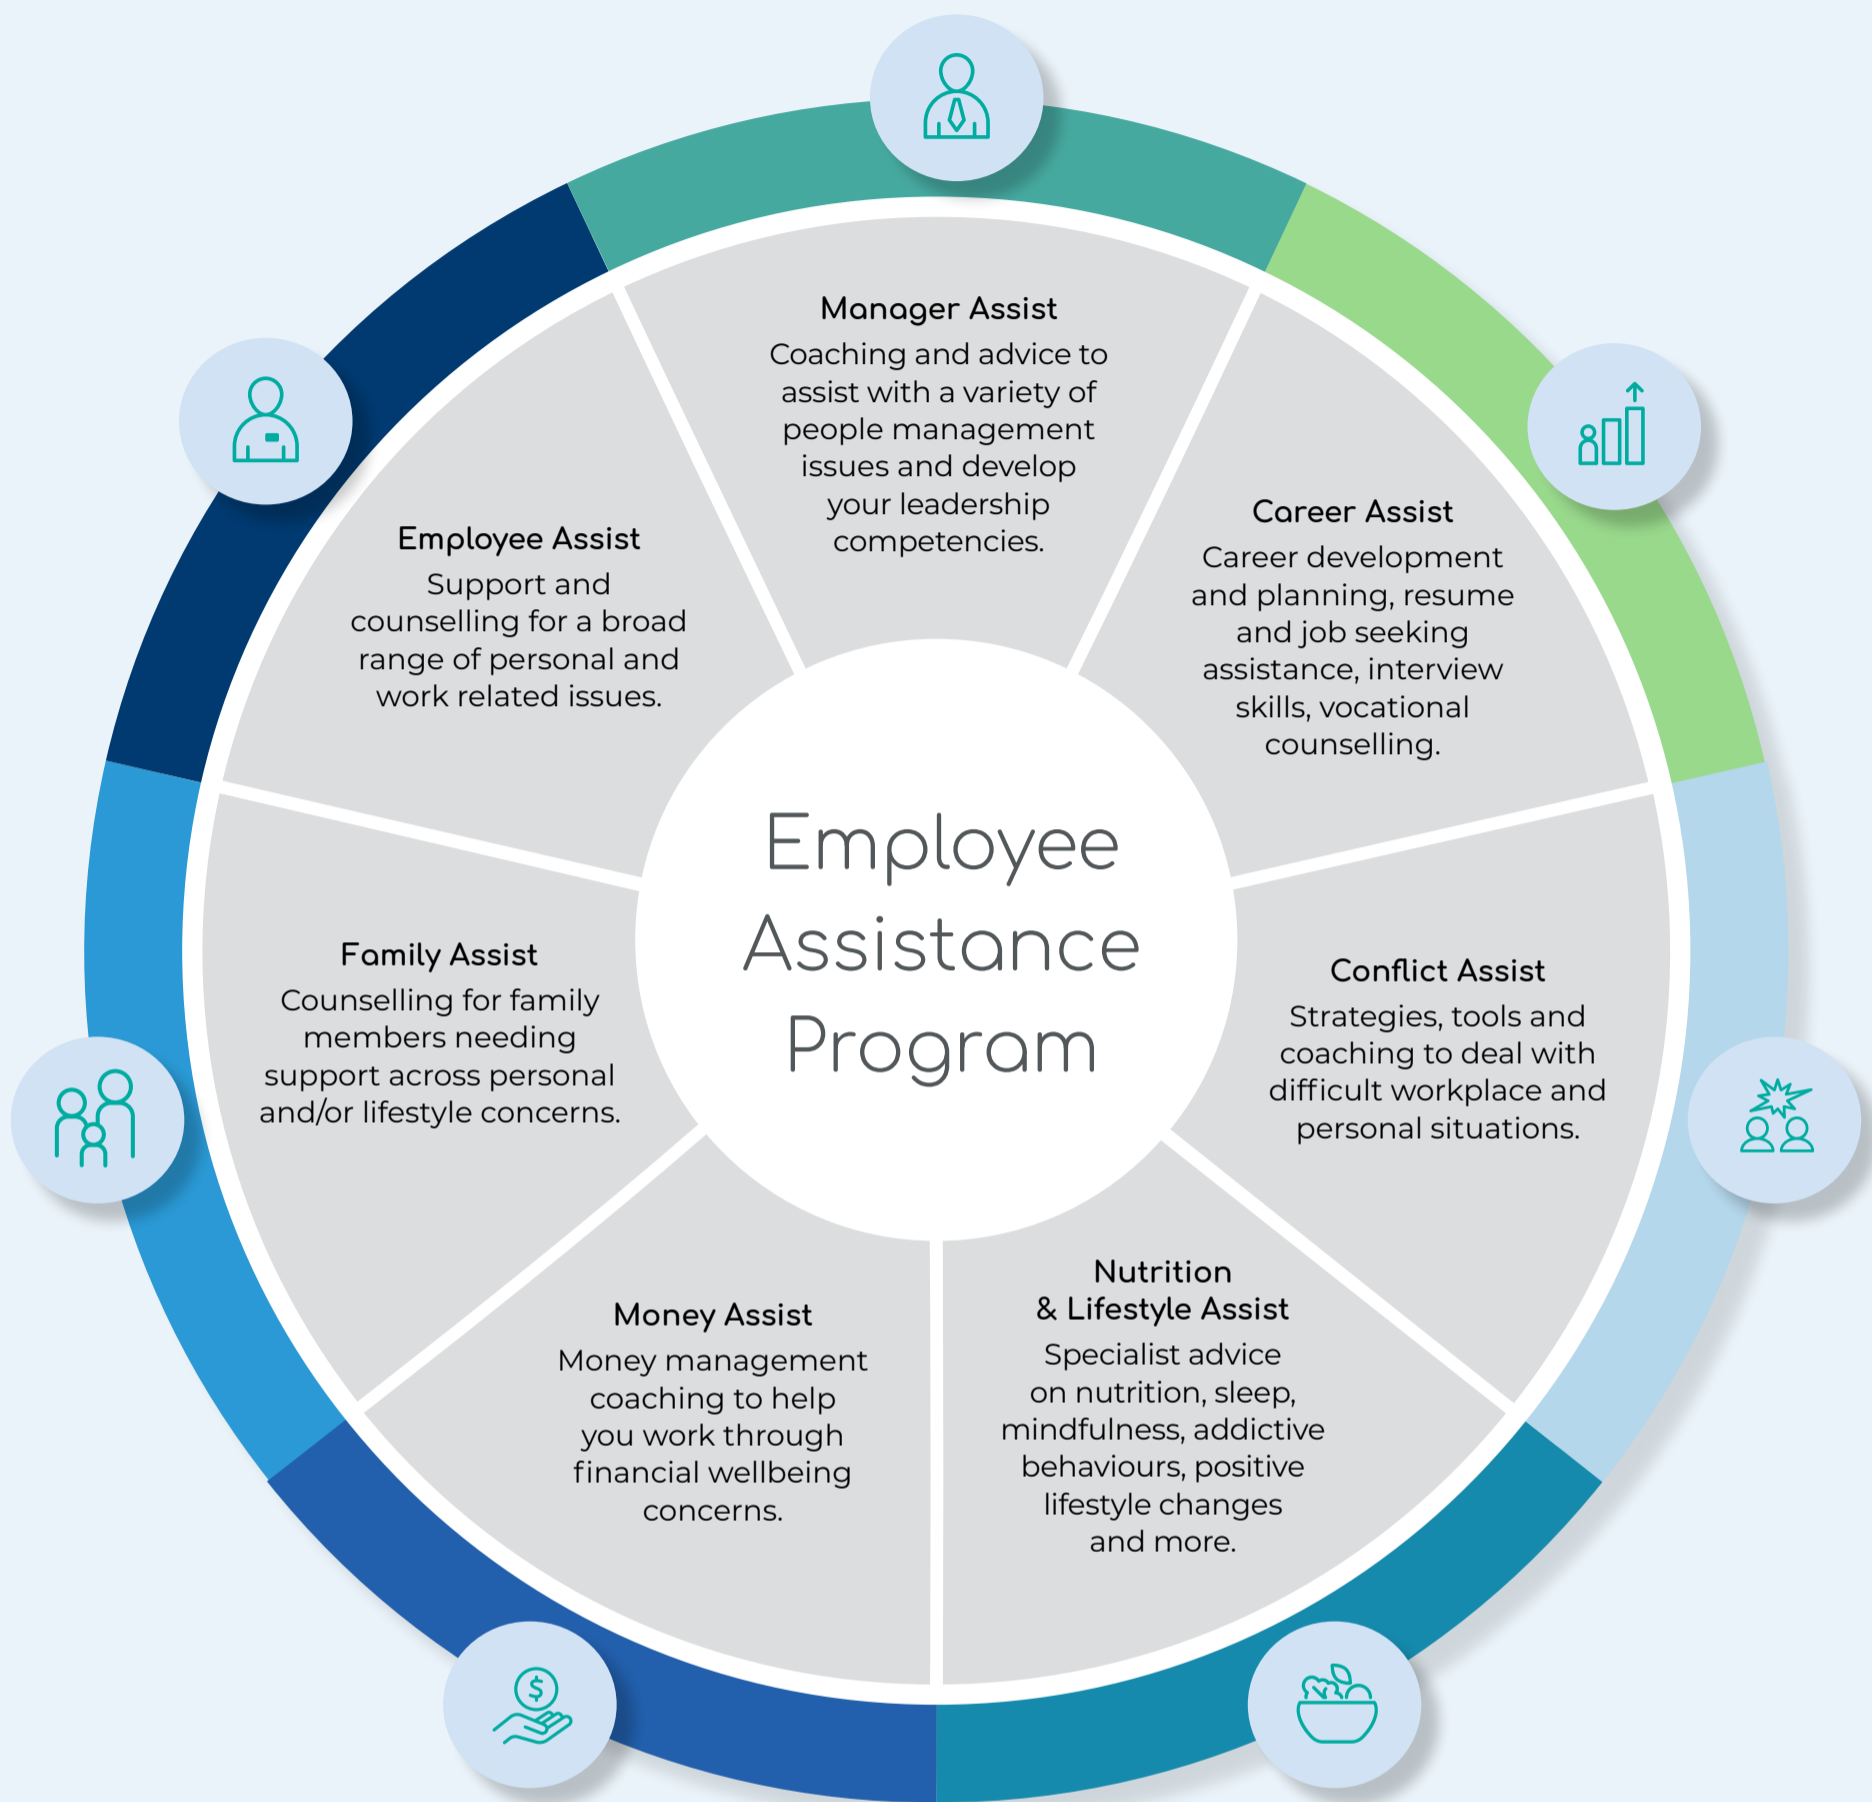 Manager Assist
Coaching and advice to
assist with a variety of
people management
issues and develop
your leadership
competencies.
Career Assist
Career development
and planning, resume
and job seeking
assistance, interview
skills, vocational
counselling.
Conflict Assist
Strategies, tools and
coaching to deal with
difficult workplace and
personal situations.
Nutrition
& Lifestyle Assist
Specialist advice
on nutrition, sleep,
mindfulness, addictive
behaviours, positive
lifestyle changes
and more.
Money Assist
Money management
coaching to help
you work through
financial wellbeing
concerns.
Family Assist
Counselling for family
members needing
support across personal
and/or lifestyle concerns.
Employee Assist
Support and
counselling for a broad
range of personal and
work related issues.
Employee
Assistance
Program
$